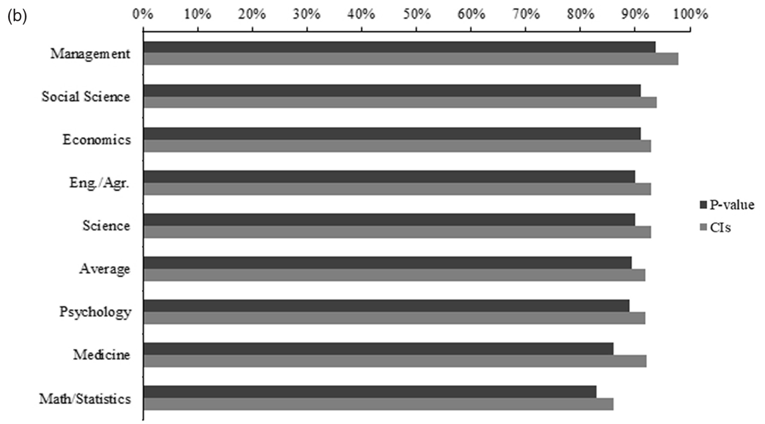 (b)
0% 10% 20% 30% 40% 50% 60% 70% 80% 90% 100%
Management
Social Science
Economics
Eng./Agr.
Science
Average
Psychology
Medicine
Math/Statistics
P-value
CIs